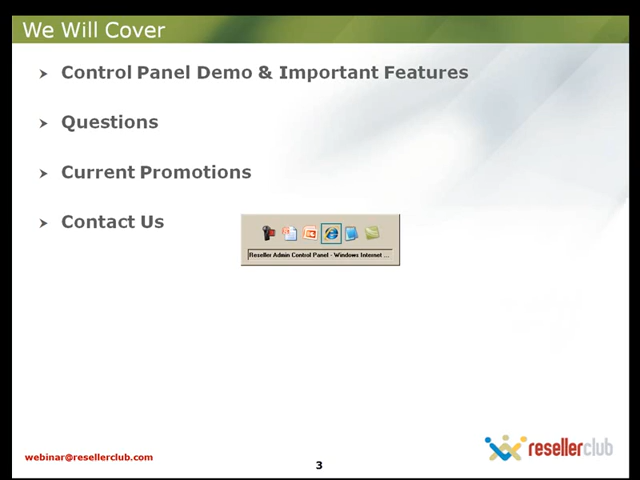 We Will Cover
Control Panel Demo & Important Features
Questions
Current Promotions
Contact Us
Reseller Admin Control Panel - Windows Internet ...
webinar@resellerclub.com
resellerclub
3